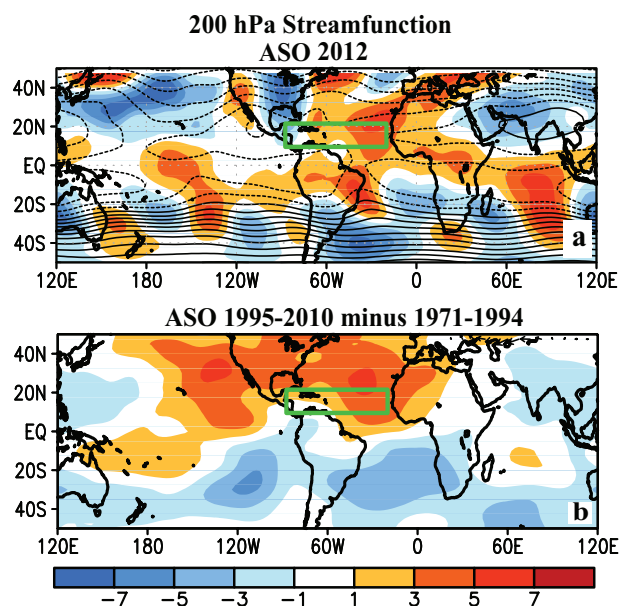 200 hPa Streamfunction
ASO 2012
40N
20N
EQ
20S
40S
a
120E 180 120W 60W 0 60E 120E
ASO 1995-2010 minus 1971-1994
40N
20N
EQ
20S
40S
b
120E 180 120W 60W 0 60E 120E
−7 −5 −3 −1 1 3 5 7